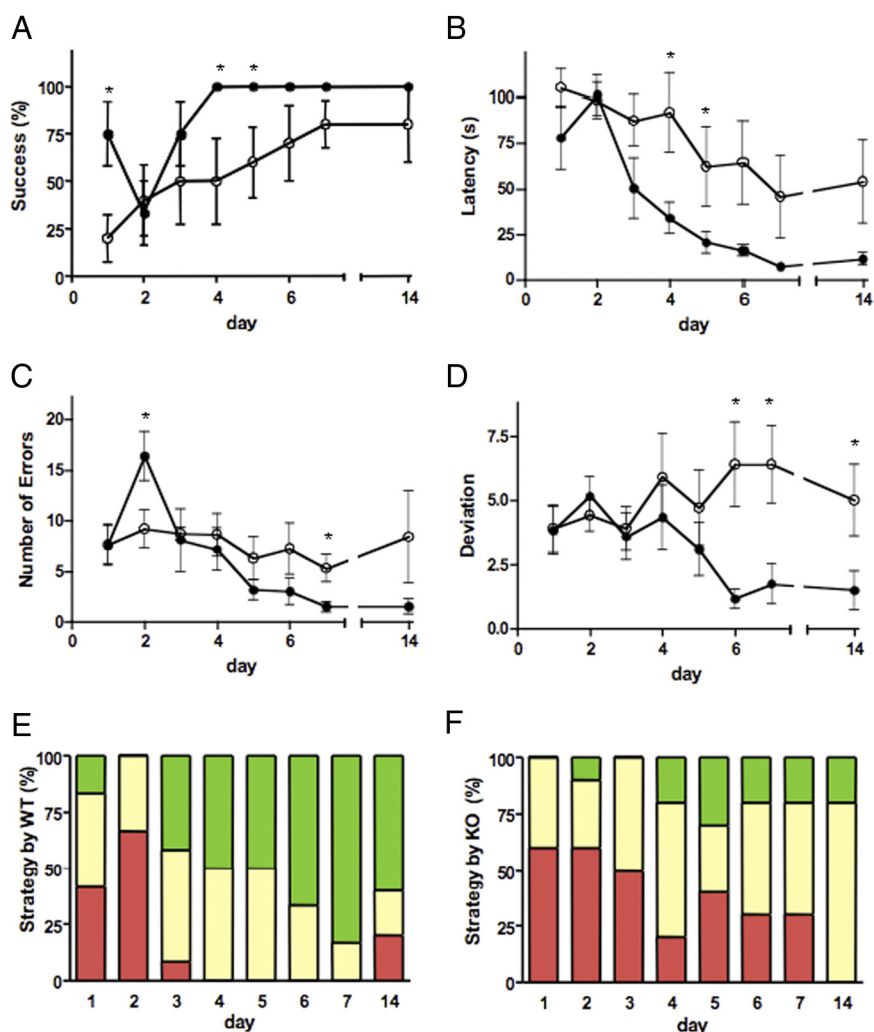 A
B
* * *
100
75
50
25
0
Success (%)
0 2 4 6 14
day
* *
100
75
50
25
0
Latency (s)
0 2 4 6 14
day
C
D
* *
20
15
10
5
0
Number of Errors
0 2 4 6 14
day
* * *
7.5
5.0
2.5
0.0
Deviation
0 2 4 6 14
day
E
F
100
75
50
25
0
Strategy by WT (%)
1 2 3 4 5 6 7 14
day
100
75
50
25
0
Strategy by KO (%)
1 2 3 4 5 6 7 14
day